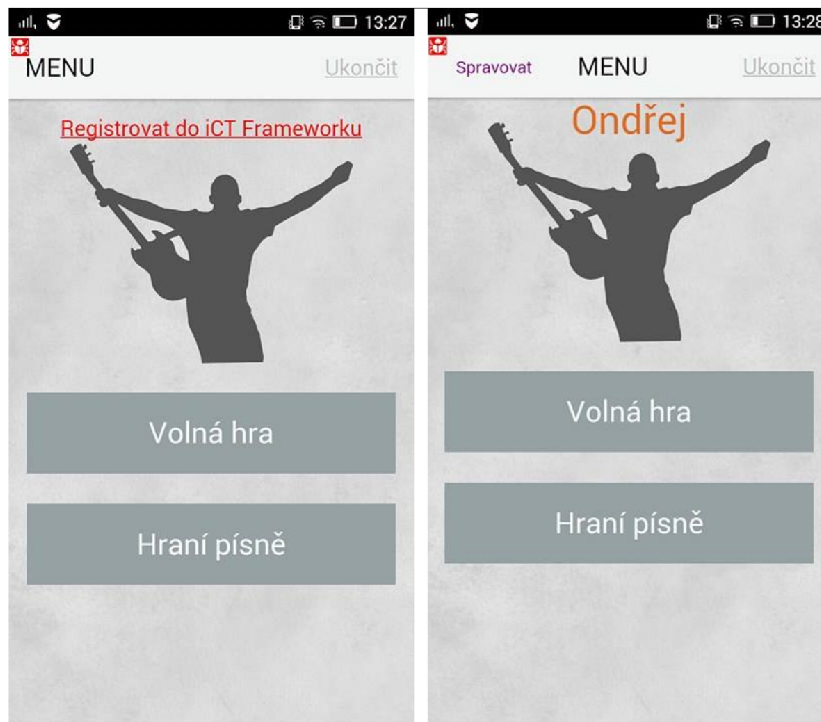 13:27
MENU
Ukončit
Registrovat do iCT Frameworku
Volná hra
Hraní písně
13:28
Spravovat
MENU
Ukončit
Ondřej
Volná hra
Hraní písně